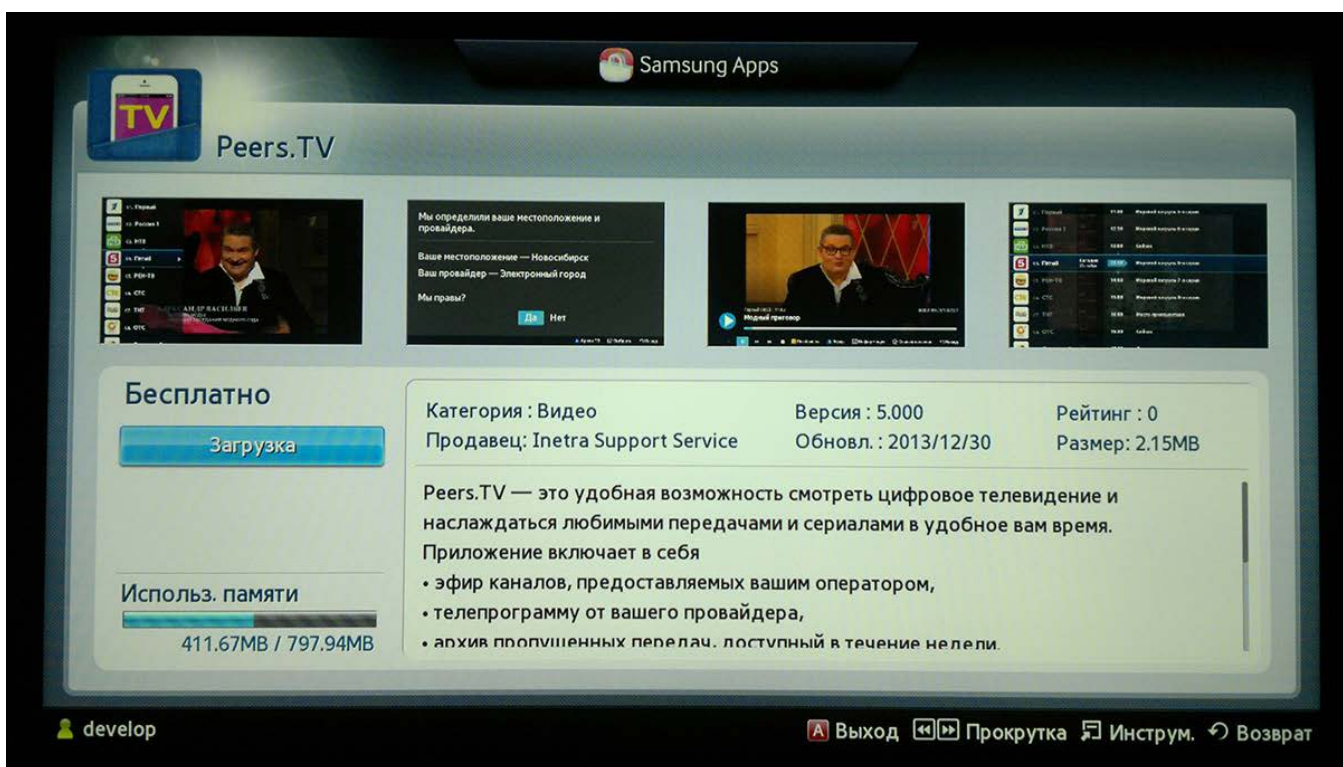 Samsung Apps
TV
Peers.TV
Мы определили ваше местоположение и
провайдера.
Ваше местоположение — Новосибирск
Ваш провайдер — Электронный город
Мы правы?
Да Нет
Модный приговор
Бесплатно
Загрузка
Использ. памяти
411.67MB / 797.94MB
Категория : Видео
Версия : 5.000
Рейтинг : 0
Продавец: Inetra Support Service
Обновл. : 2013/12/30
Размер: 2.15MB
Peers.TV — это удобная возможность смотреть цифровое телевидение и
наслаждаться любимыми передачами и сериалами в удобное вам время.
Приложение включает в себя
• эфир каналов, предоставляемых вашим оператором,
• телепрограмму от вашего провайдера,
• архив пропущенных передач, доступный в течение недели.
develop
A Выход
Прокрутка
Инструм.
Возврат